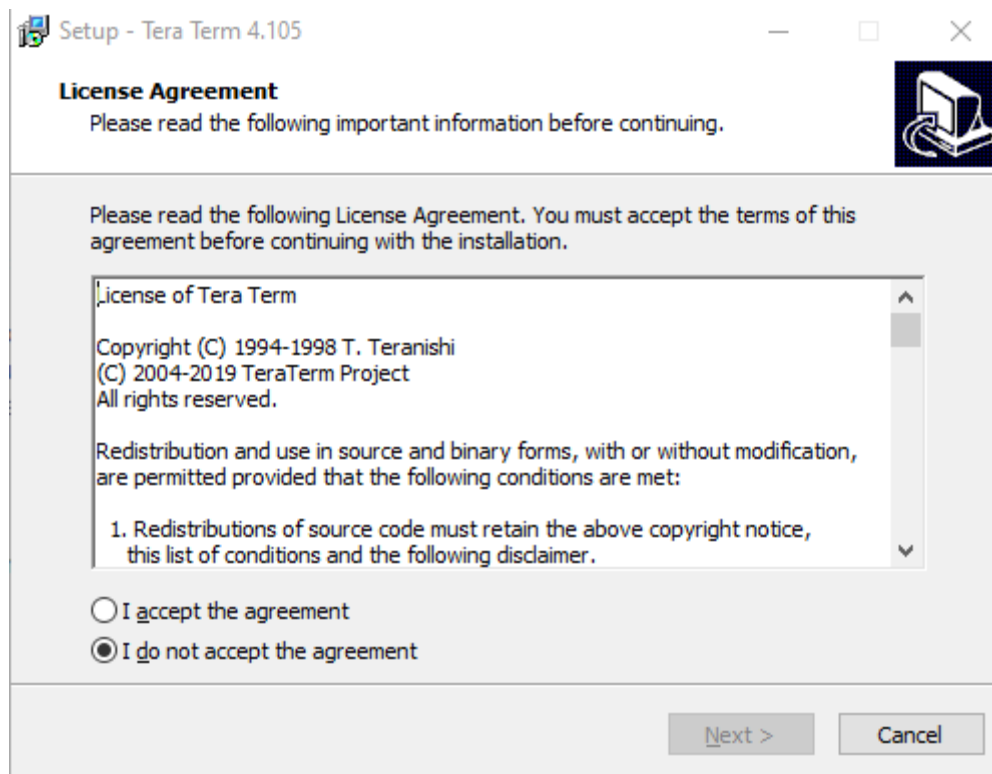 Setup - Tera Term 4.105
License Agreement
Please read the following important information before continuing.
Please read the following License Agreement. You must accept the terms of this
agreement before continuing with the installation.
License of Tera Term
Copyright (C) 1994-1998 T. Teranishi
(C) 2004-2019 TeraTerm Project
All rights reserved.
Redistribution and use in source and binary forms, with or without modification,
are permitted provided that the following conditions are met:
1. Redistributions of source code must retain the above copyright notice,
this list of conditions and the following disclaimer.
I accept the agreement
I do not accept the agreement
Next >
Cancel